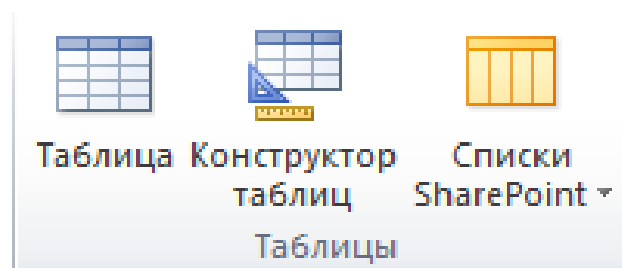 Таблица Конструктор Списки
таблиц SharePoint
Таблицы